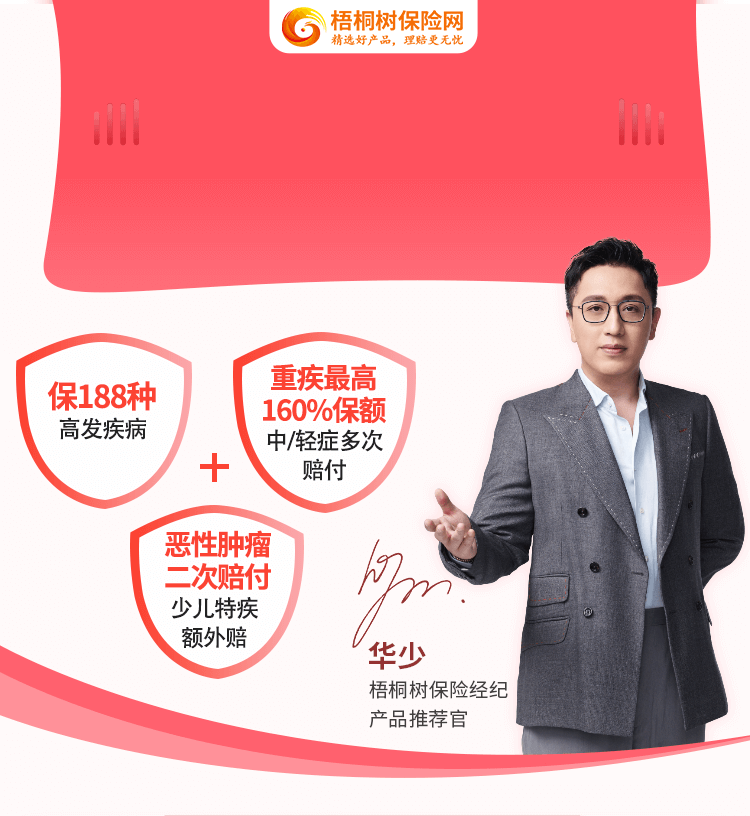 梧桐树保险网
精选好产品，理赔更无忧
保188种
高发疾病
重疾最高
160%保额
中/轻症多次
赔付
+
恶性肿瘤
二次赔付
少儿特疾
额外赔
华少
梧桐树保险经纪
产品推荐官